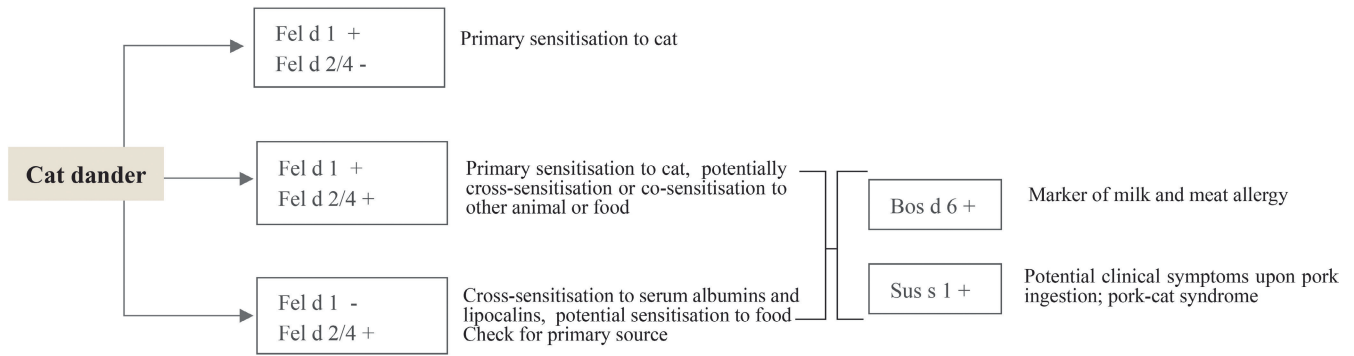 Fel d 1 +
Fel d 2/4 -
Primary sensitisation to cat
Cat dander
Fel d 1 +
Fel d 2/4 +
Primary sensitisation to cat, potentially
cross-sensitisation or co-sensitisation to
other animal or food
Bos d 6 +
Marker of milk and meat allergy
Fel d 1 -
Fel d 2/4 +
Cross-sensitisation to serum albumins and
lipocalins, potential sensitisation to food
Check for primary source
Sus s 1 +
Potential clinical symptoms upon pork
ingestion; pork-cat syndrome